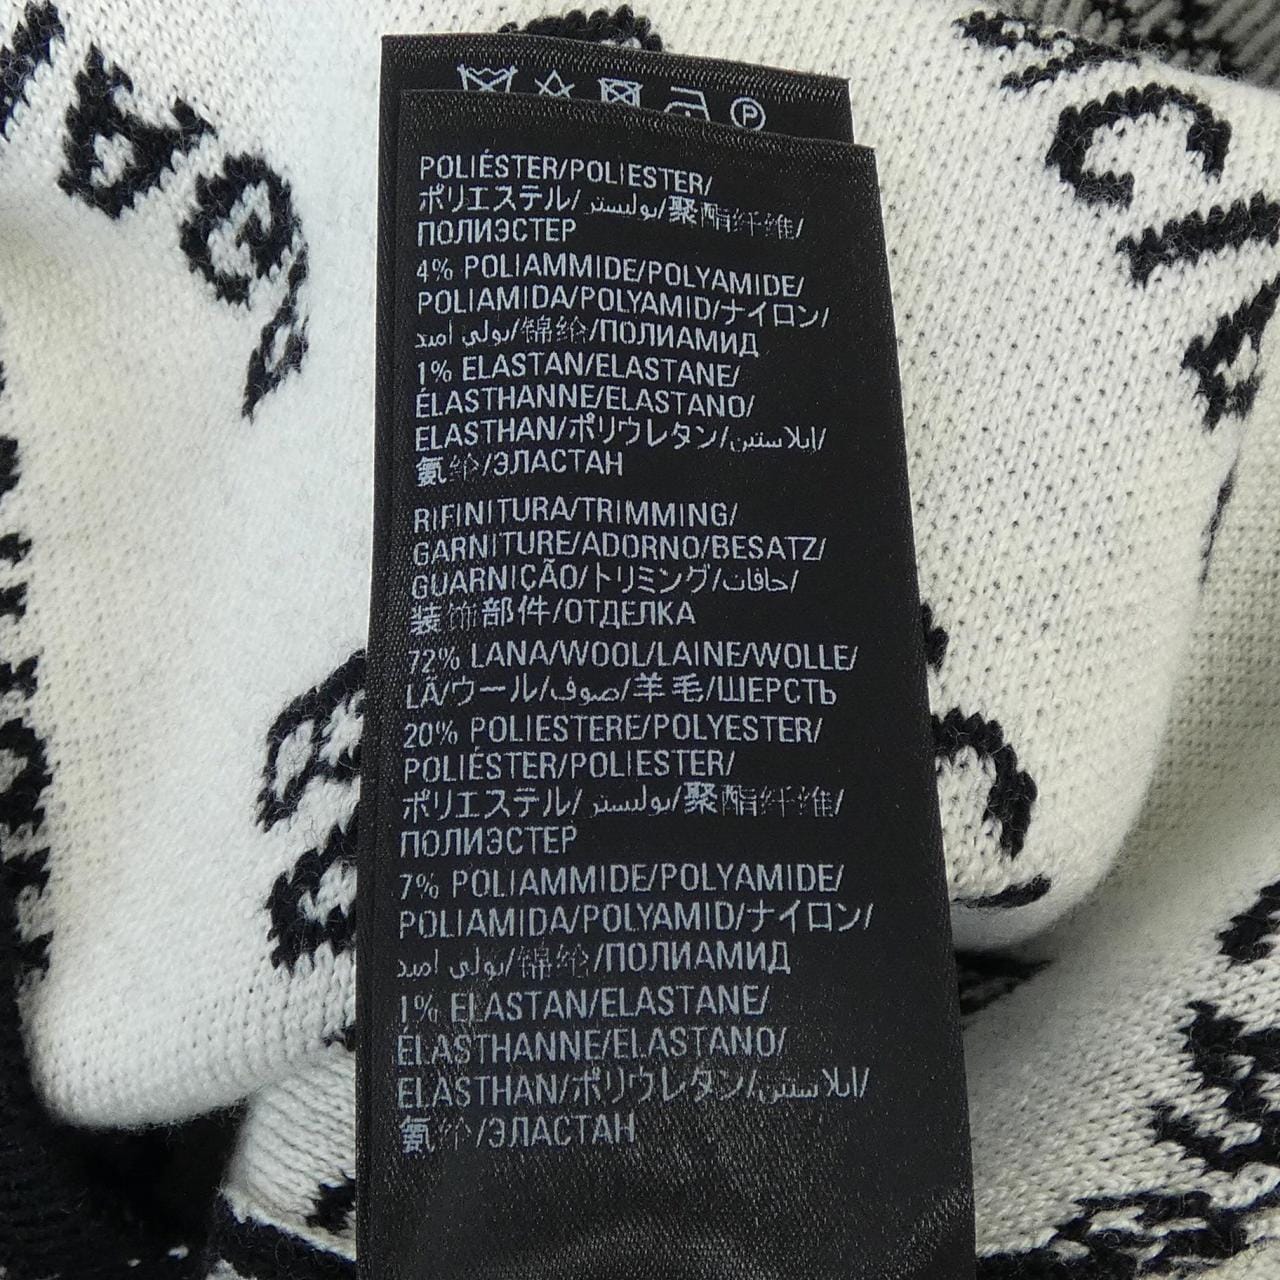 P
POLIÉSTER/POLIESTER/
ポリエステル/بوليستر/聚酯纤维/
ПОЛИЭСТЕР
4% POLIAMMIDE/POLYAMIDE/
POLIAMIDA/POLYAMID/ナイロン/
بولي اميد/锦纶/ПОЛИАМИД
1% ELASTAN/ELASTANE/
ÉLASTHANNE/ELASTANO/
ELASTHAN/ポリウレタン/ايلاستين/
氨纶/ЭЛАСТАН
RIFINITURA/TRIMMING/
GARNITURE/ADORNO/BESATZ/
GUARNIÇÃO/トリミング/حافات/
装饰部件/ОТДЕЛКА
72% LANA/WOOL/LAINE/WOLLE/
LÃ/ウール/صوف/羊毛/ШЕРСТЬ
20% POLIESTERE/POLYESTER/
POLIÉSTER/POLIESTER/
ポリエステル/بوليستر/聚酯纤维/
ПОЛИЭСТЕР
7% POLIAMMIDE/POLYAMIDE/
POLIAMIDA/POLYAMID/ナイロン/
بولي اميد/锦纶/ПОЛИАМИД
1% ELASTAN/ELASTANE/
ÉLASTHANNE/ELASTANO/
ELASTHAN/ポリウレタン/ايلاستين/
氨纶/ЭЛАСТАН